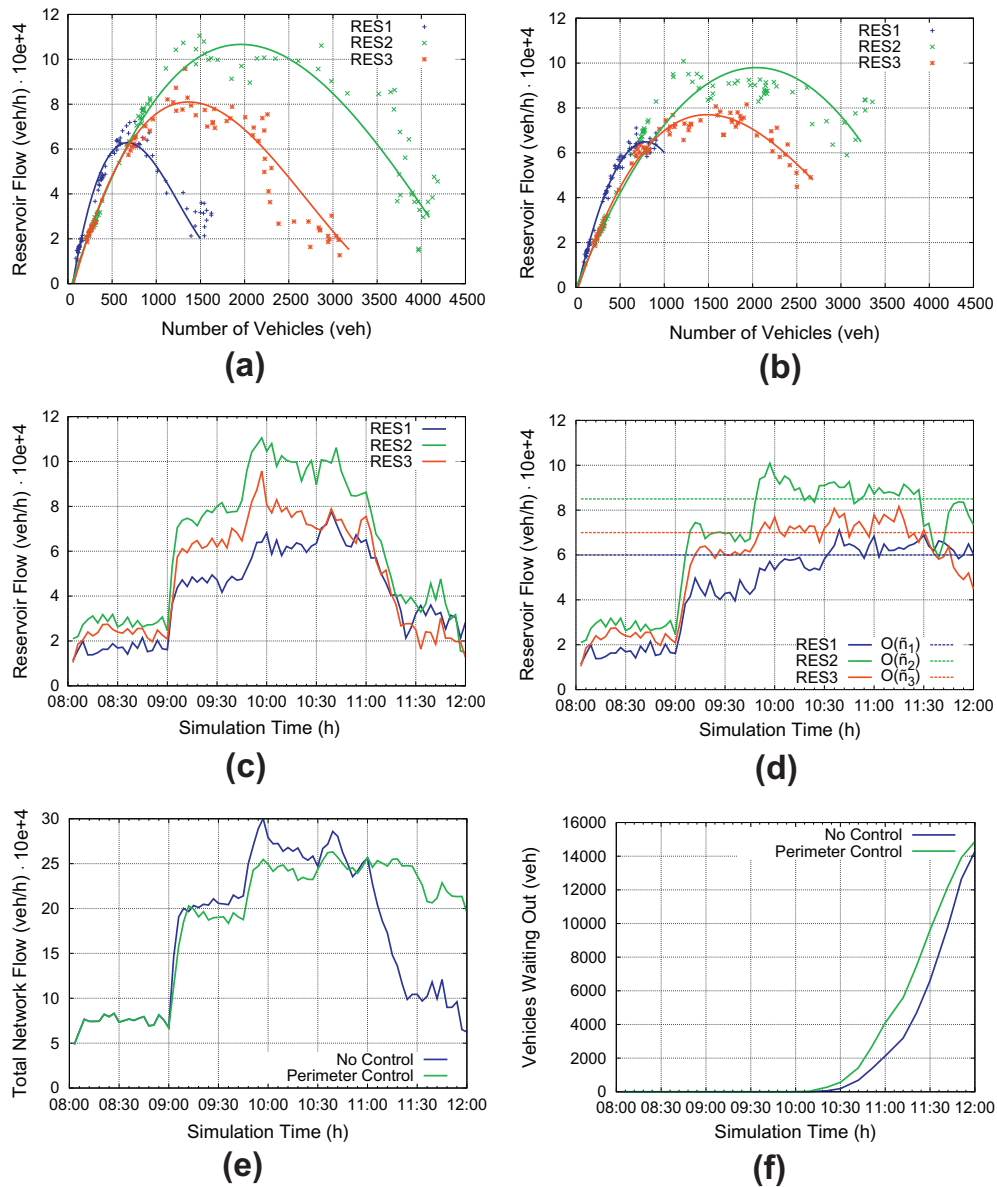 RES1
RES2
RES3
Reservoir Flow (veh/h) · 10e+4
12
10
8
6
4
2
0
0 500 1000 1500 2000 2500 3000 3500 4000 4500
Number of Vehicles (veh)
(a)
RES1
RES2
RES3
Reservoir Flow (veh/h) · 10e+4
12
10
8
6
4
2
0
0 500 1000 1500 2000 2500 3000 3500 4000 4500
Number of Vehicles (veh)
(b)
RES1
RES2
RES3
Reservoir Flow (veh/h) · 10e+4
12
10
8
6
4
2
0
08:00 08:30 09:00 09:30 10:00 10:30 11:00 11:30 12:00
Simulation Time (h)
(c)
Reservoir Flow (veh/h) · 10e+4
12
10
8
6
4
2
0
RES1 O(ñ1)
RES2 O(ñ2)
RES3 O(ñ3)
08:00 08:30 09:00 09:30 10:00 10:30 11:00 11:30 12:00
Simulation Time (h)
(d)
Total Network Flow (veh/h) · 10e+4
30
25
20
15
10
5
0
No Control
Perimeter Control
08:00 08:30 09:00 09:30 10:00 10:30 11:00 11:30 12:00
Simulation Time (h)
(e)
No Control
Perimeter Control
Vehicles Waiting Out (veh)
16000
14000
12000
10000
8000
6000
4000
2000
0
08:00 08:30 09:00 09:30 10:00 10:30 11:00 11:30 12:00
Simulation Time (h)
(f)